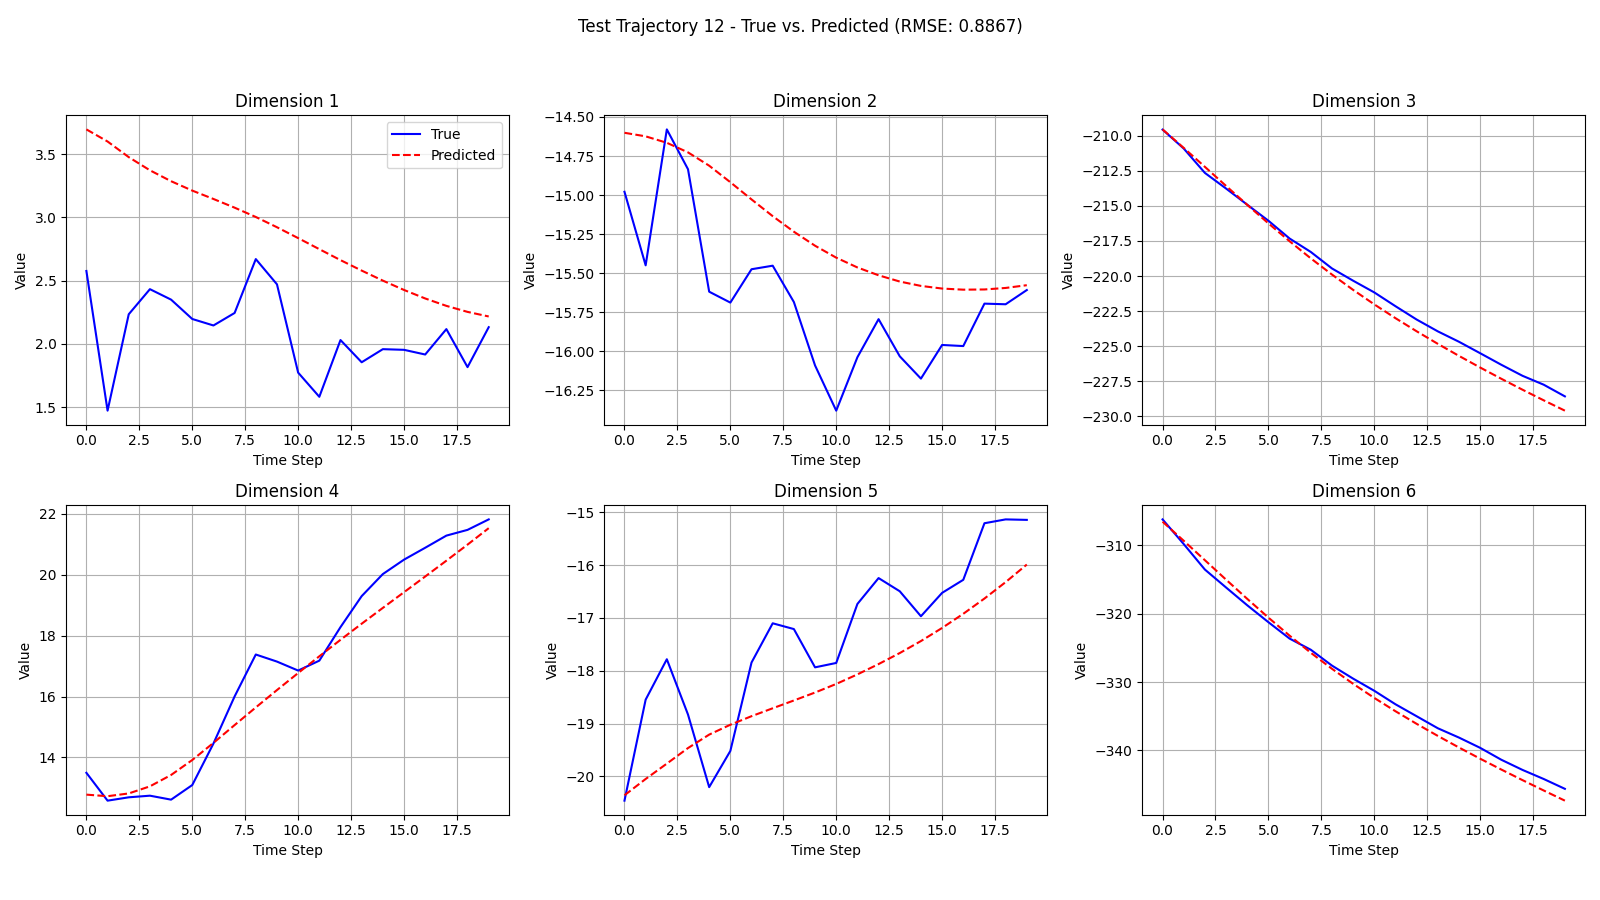 Test Trajectory 12 - True vs. Predicted (RMSE: 0.8867)
Dimension 1
Value
3.5
3.0
2.5
2.0
1.5
True
Predicted
0.0 2.5 5.0 7.5 10.0 12.5 15.0 17.5
Time Step
Dimension 2
Value
−14.50
−14.75
−15.00
−15.25
−15.50
−15.75
−16.00
−16.25
0.0 2.5 5.0 7.5 10.0 12.5 15.0 17.5
Time Step
Dimension 3
Value
−210.0
−212.5
−215.0
−217.5
−220.0
−222.5
−225.0
−227.5
−230.0
0.0 2.5 5.0 7.5 10.0 12.5 15.0 17.5
Time Step
Dimension 4
Value
22
20
18
16
14
0.0 2.5 5.0 7.5 10.0 12.5 15.0 17.5
Time Step
Dimension 5
Value
−15
−16
−17
−18
−19
−20
0.0 2.5 5.0 7.5 10.0 12.5 15.0 17.5
Time Step
Dimension 6
Value
−310
−320
−330
−340
0.0 2.5 5.0 7.5 10.0 12.5 15.0 17.5
Time Step